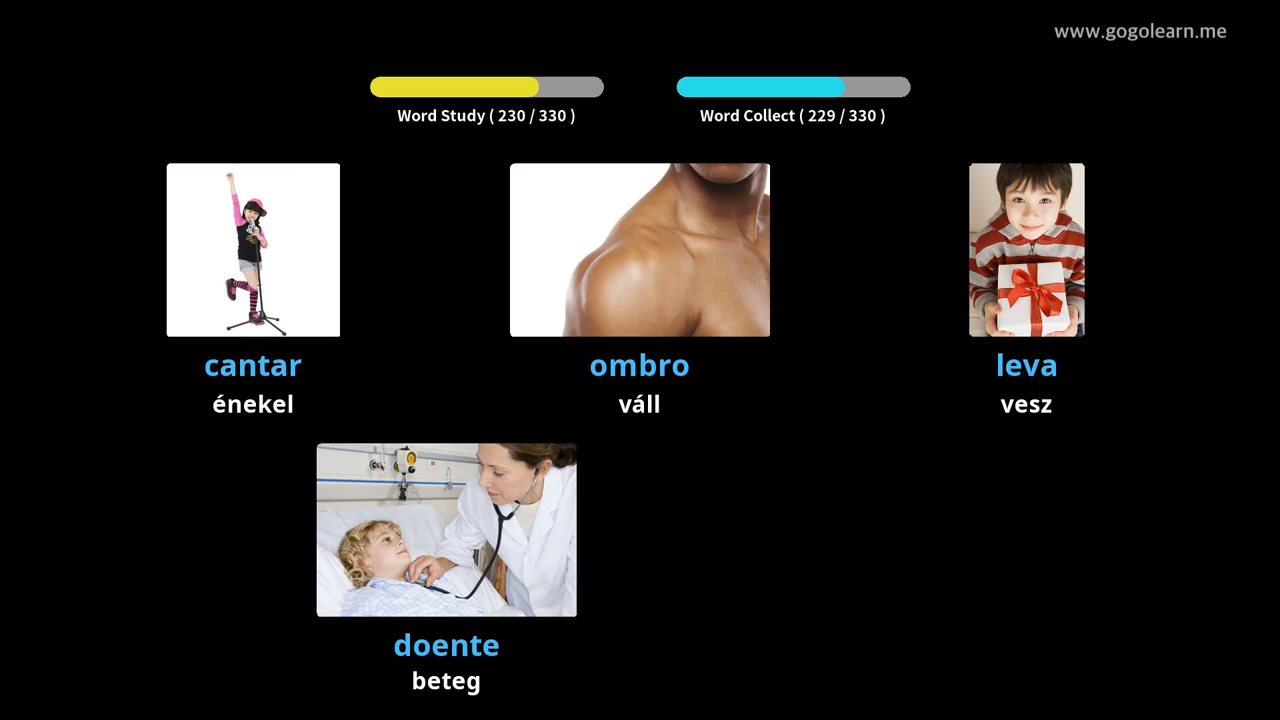 www.gogolearn.me
Word Study ( 230 / 330 )
Word Collect ( 229 / 330 )
cantar
énekel
ombro
váll
leva
vesz
doente
beteg